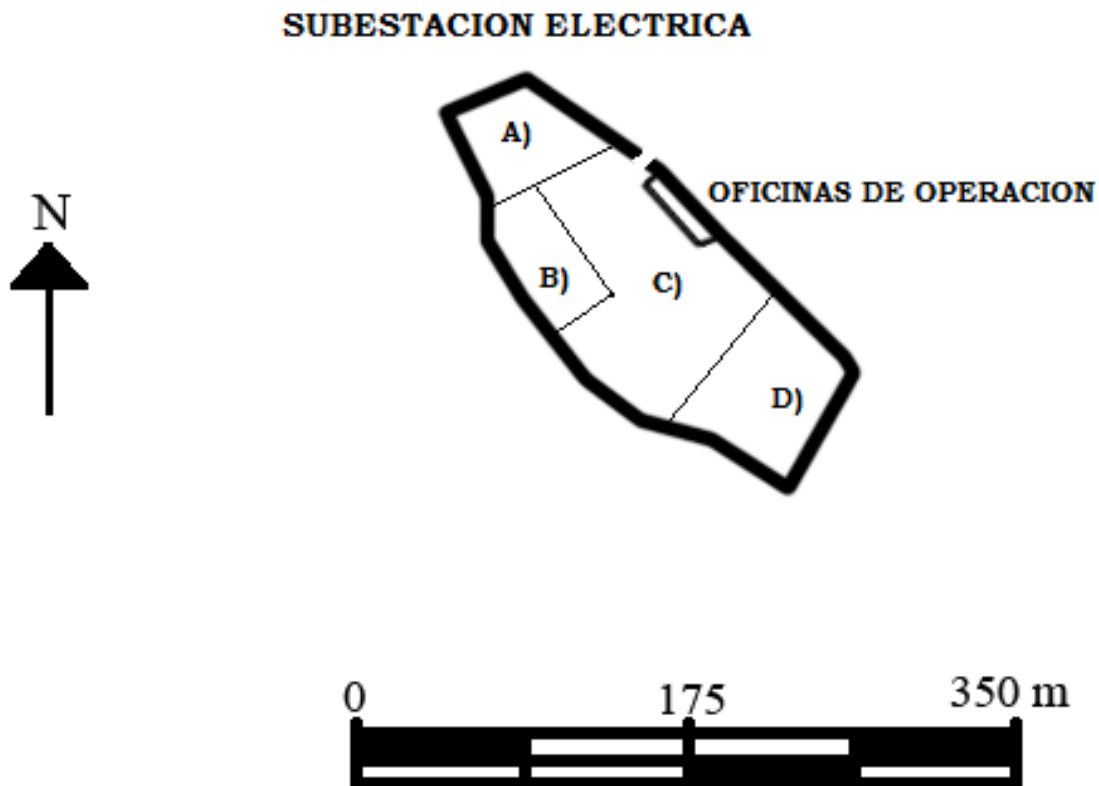 SUBESTACION ELECTRICA
A)
N
OFICINAS DE OPERACION
B)
C)
D)
0 175 350 m